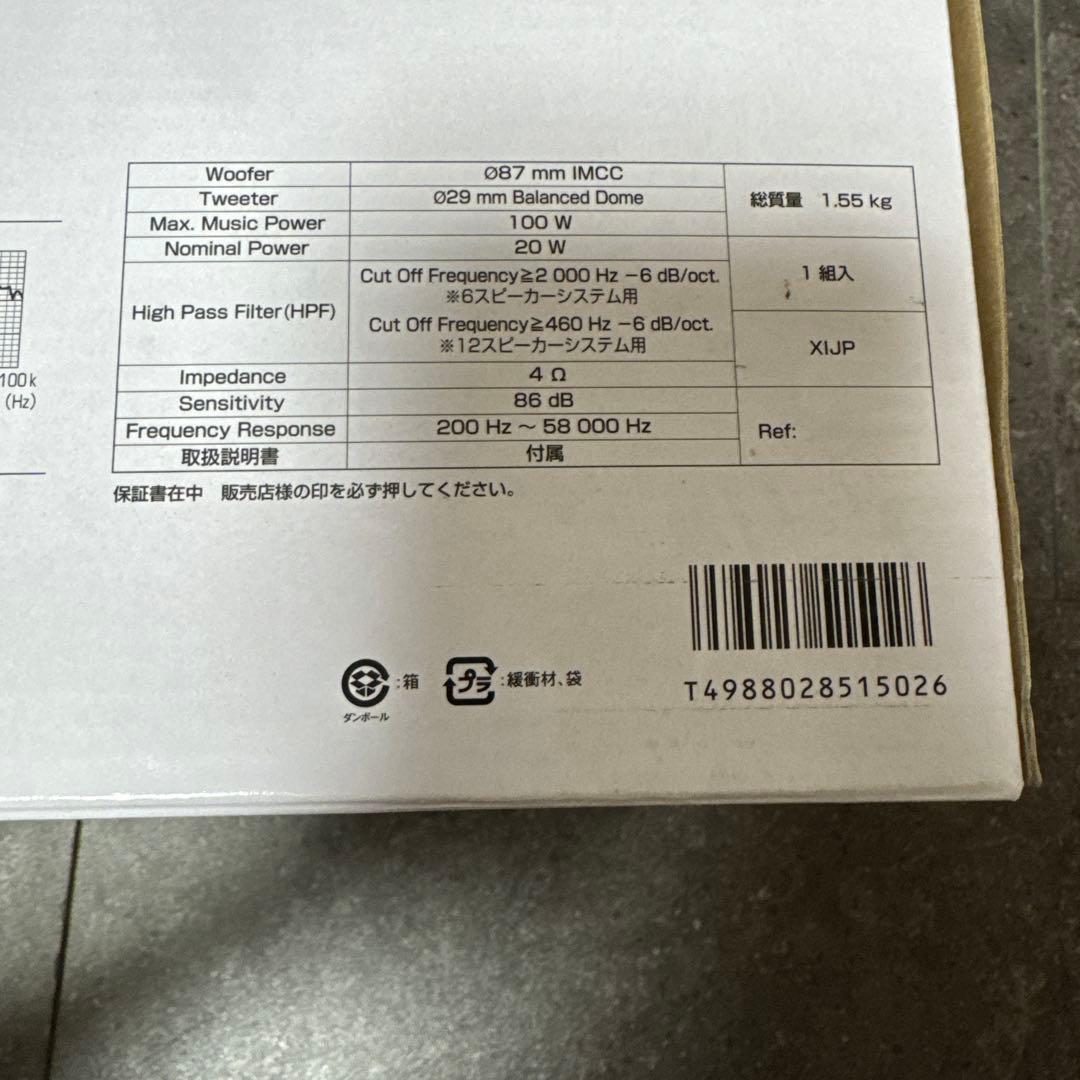 Woofer Ø87 mm IMCC
Tweeter Ø29 mm Balanced Dome
総質量 1.55 kg
Max. Music Power 100 W
Nominal Power 20 W
High Pass Filter(HPF)
Cut Off Frequency≧2 000 Hz −6 dB/oct.
※6スピーカーシステム用
Cut Off Frequency≧460 Hz −6 dB/oct.
※12スピーカーシステム用
1 組入
XIJP
Impedance 4 Ω
Sensitivity 86 dB
Frequency Response 200 Hz ～ 58 000 Hz
取扱説明書 付属
Ref:
100k
(Hz)
保証書在中 販売店様の印を必ず押してください。
:箱
ダンボール
プラ
:緩衝材、袋
T4988028515026